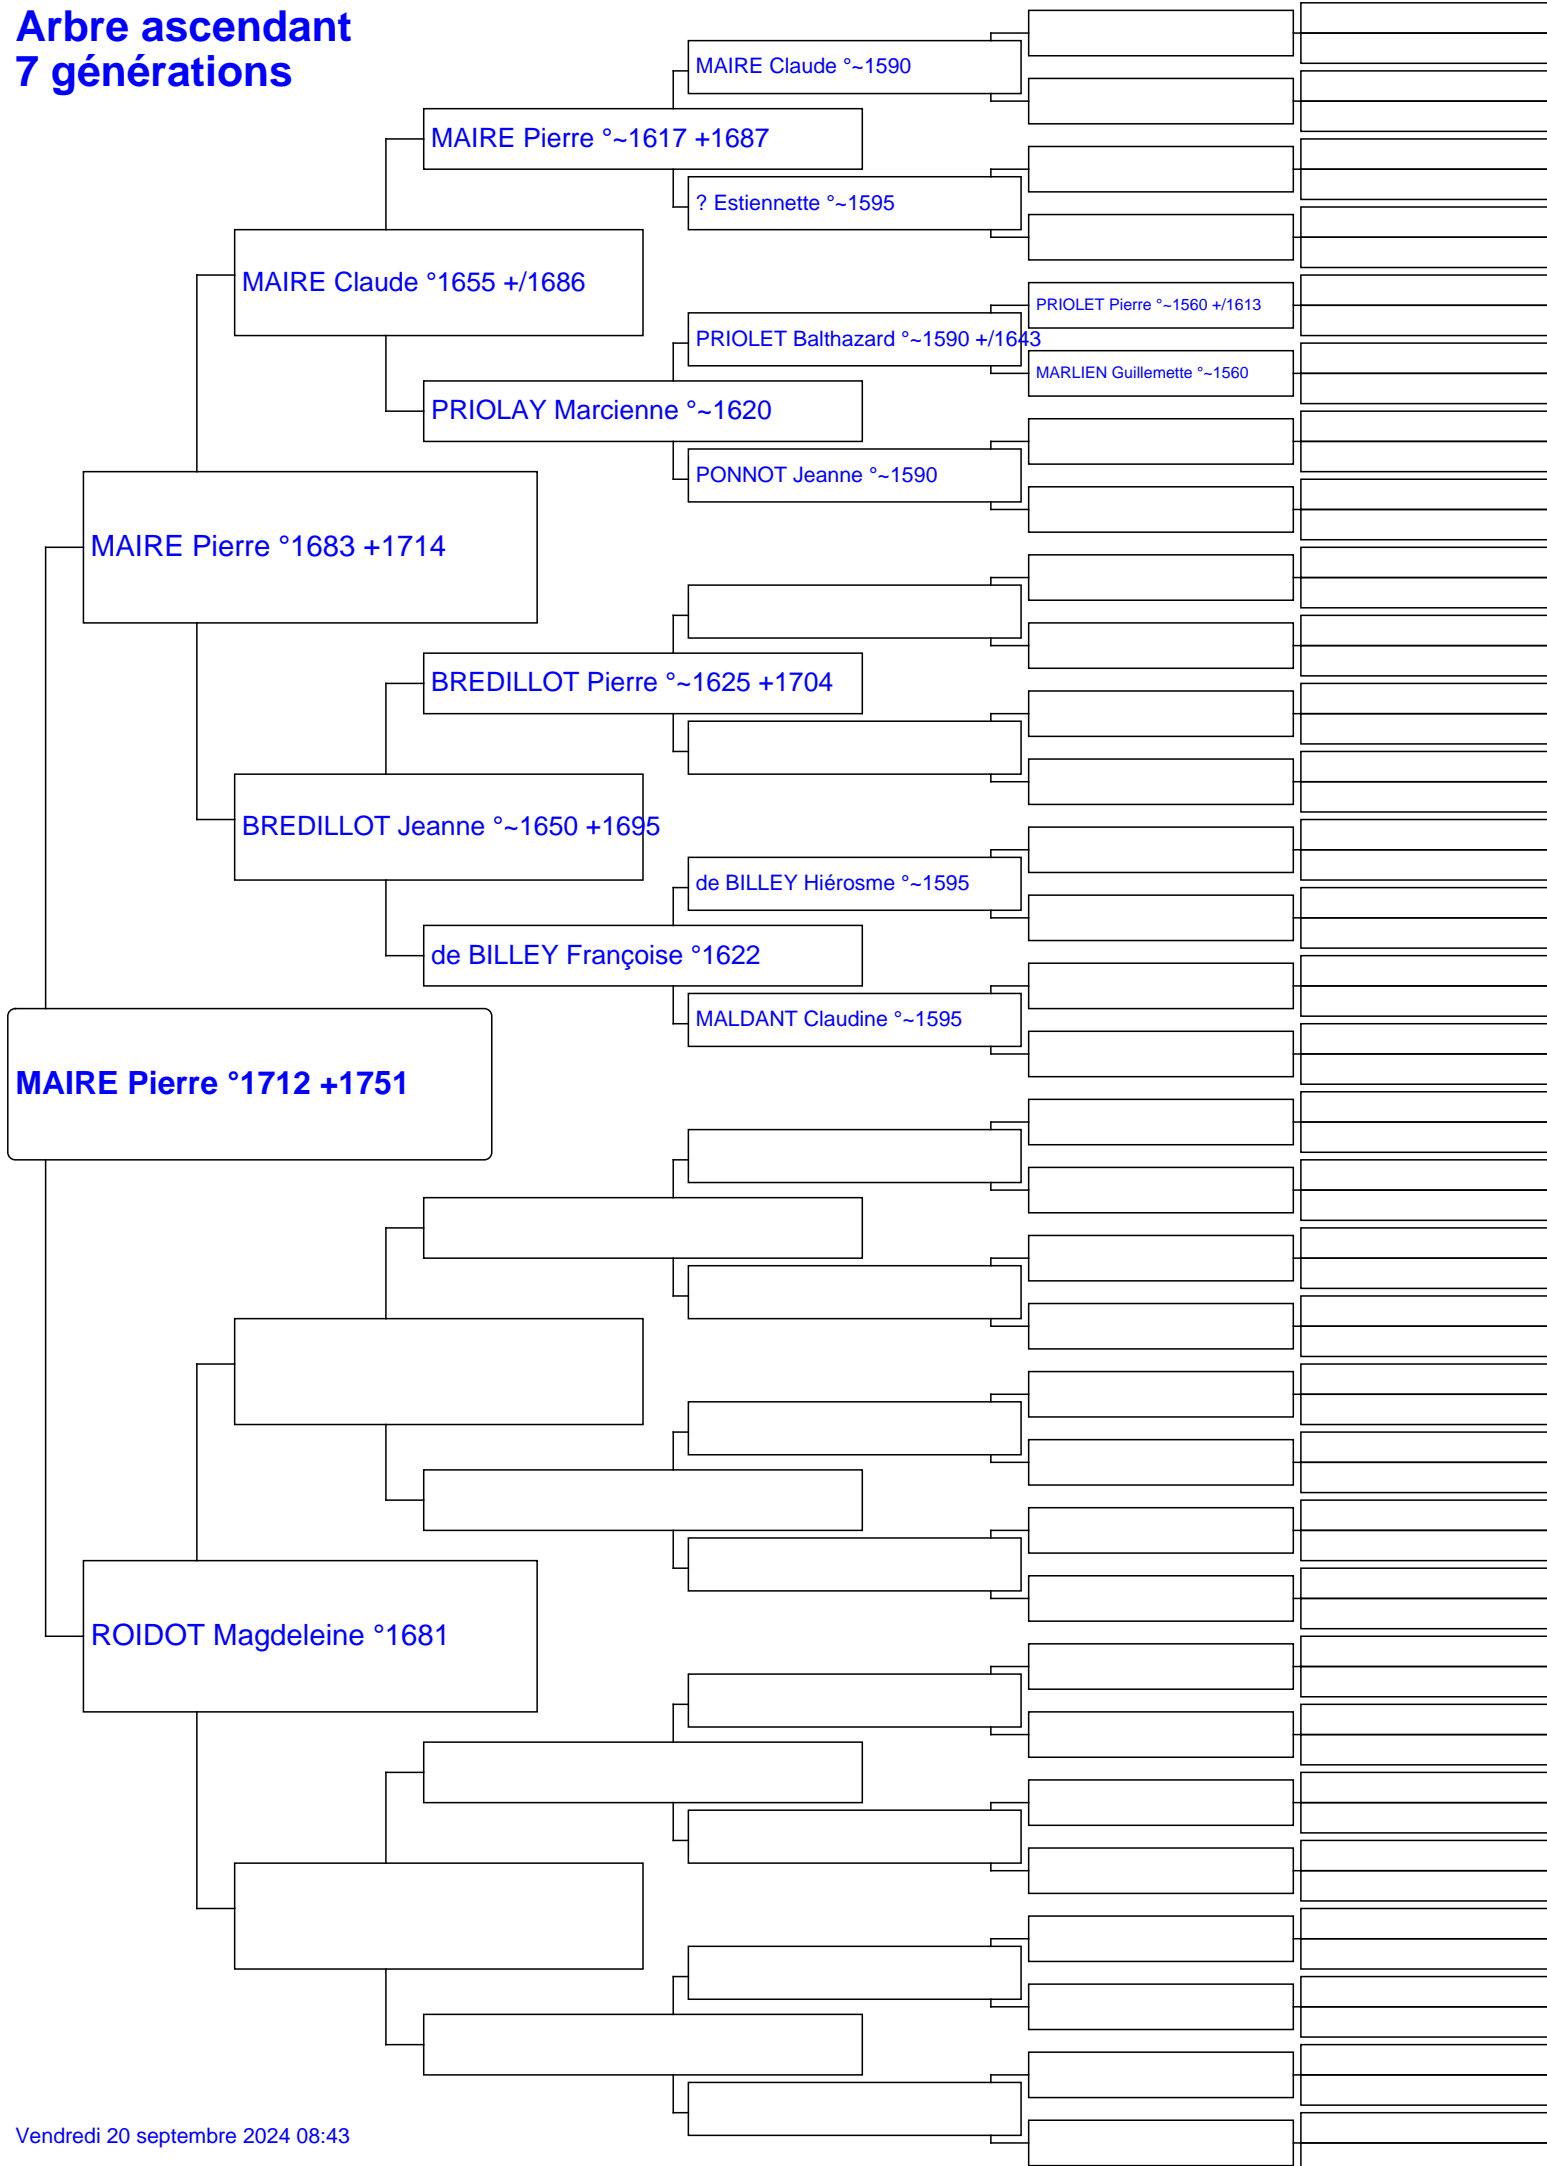 Arbre ascendant
7 générations
MAIRE Claude °~1590
MAIRE Pierre °~1617 +1687
? Estiennette °~1595
MAIRE Claude °1655 +/1686
PRIOLET Pierre °~1560 +/1613
PRIOLET Balthazard °~1590 +/1643
MARLIEN Guillemette °~1560
PRIOLAY Marcienne °~1620
PONNOT Jeanne °~1590
MAIRE Pierre °1683 +1714
BREDILLOT Pierre °~1625 +1704
BREDILLOT Jeanne °~1650 +1695
de BILLEY Hiérosme °~1595
de BILLEY Françoise °1622
MALDANT Claudine °~1595
MAIRE Pierre °1712 +1751
ROIDOT Magdeleine °1681
Vendredi 20 septembre 2024 08:43